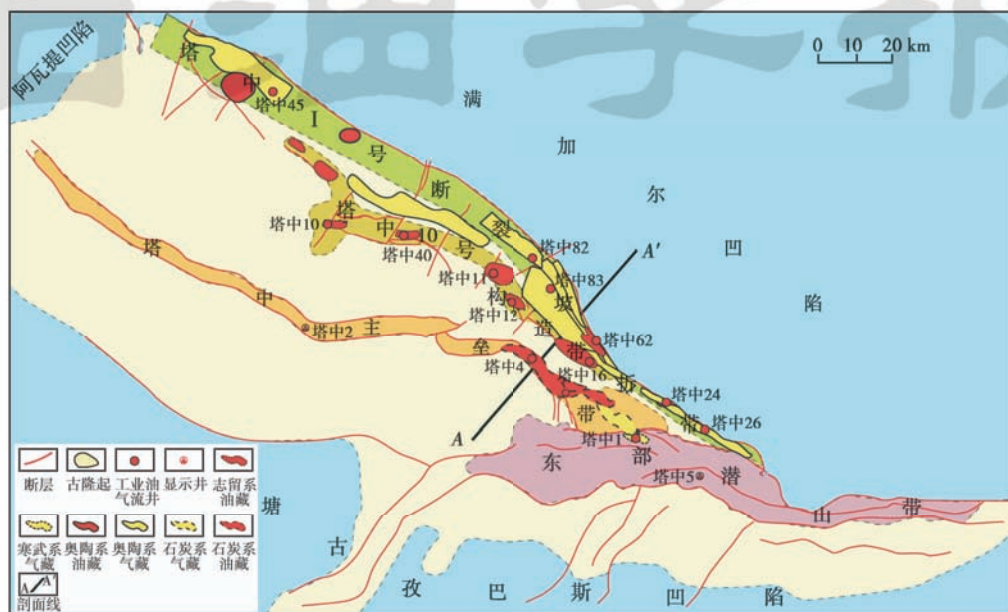 石油学报
阿瓦提凹陷
0 10 20 km
满加尔凹陷
塔中Ⅰ号断裂坡折带
塔中45
塔中10号构造带
塔中10
塔中40
塔中11
塔中12
塔中82
塔中83
A′
塔中主垒带
塔中2
塔中4
塔中62
塔中16
塔中24
塔中26
A
塔中1
东部潜山带
塔中5
塘古孜巴斯凹陷
断层
古隆起
工业油气流井
显示井
志留系油藏
寒武系气藏
奥陶系油藏
奥陶系气藏
石炭系气藏
石炭系油藏
A A′
剖面线